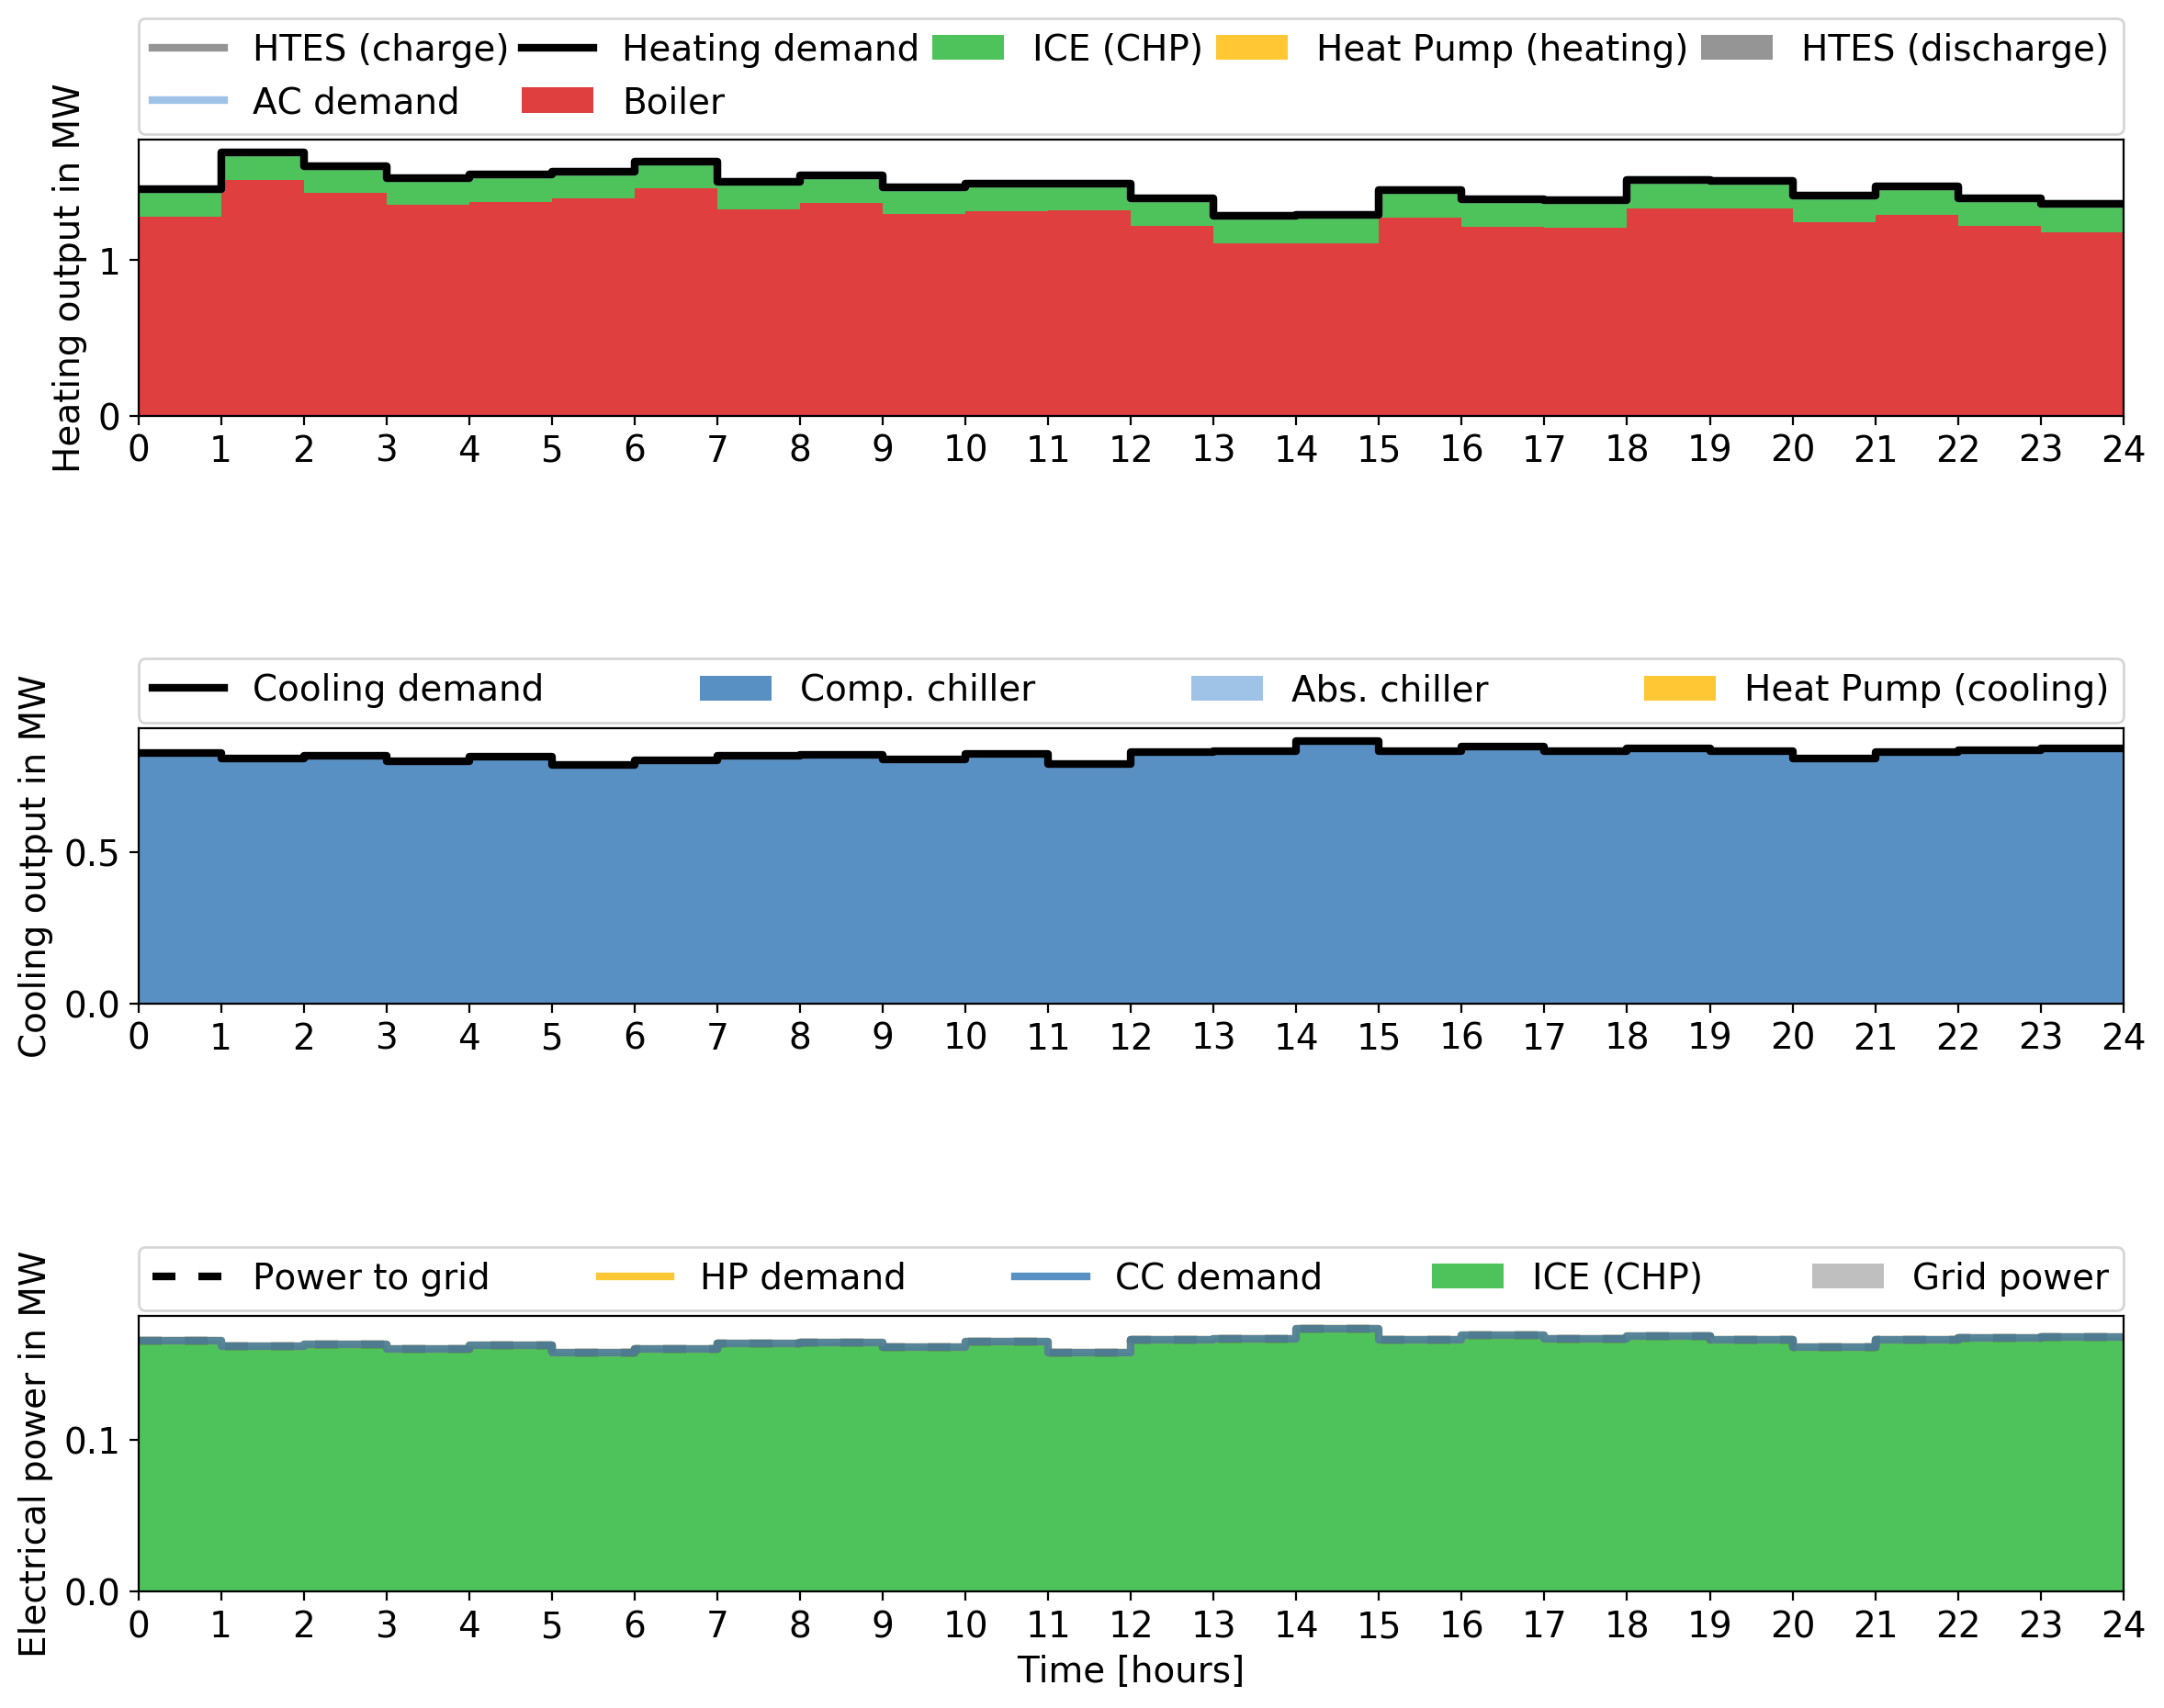 HTES (charge) Heating demand ICE (CHP) Heat Pump (heating) HTES (discharge)
AC demand Boiler
Heating output in MW
1
0
0 1 2 3 4 5 6 7 8 9 10 11 12 13 14 15 16 17 18 19 20 21 22 23 24
Cooling demand Comp. chiller Abs. chiller Heat Pump (cooling)
Cooling output in MW
0.5
0.0
0 1 2 3 4 5 6 7 8 9 10 11 12 13 14 15 16 17 18 19 20 21 22 23 24
Power to grid HP demand CC demand ICE (CHP) Grid power
Electrical power in MW
0.1
0.0
0 1 2 3 4 5 6 7 8 9 10 11 12 13 14 15 16 17 18 19 20 21 22 23 24
Time [hours]